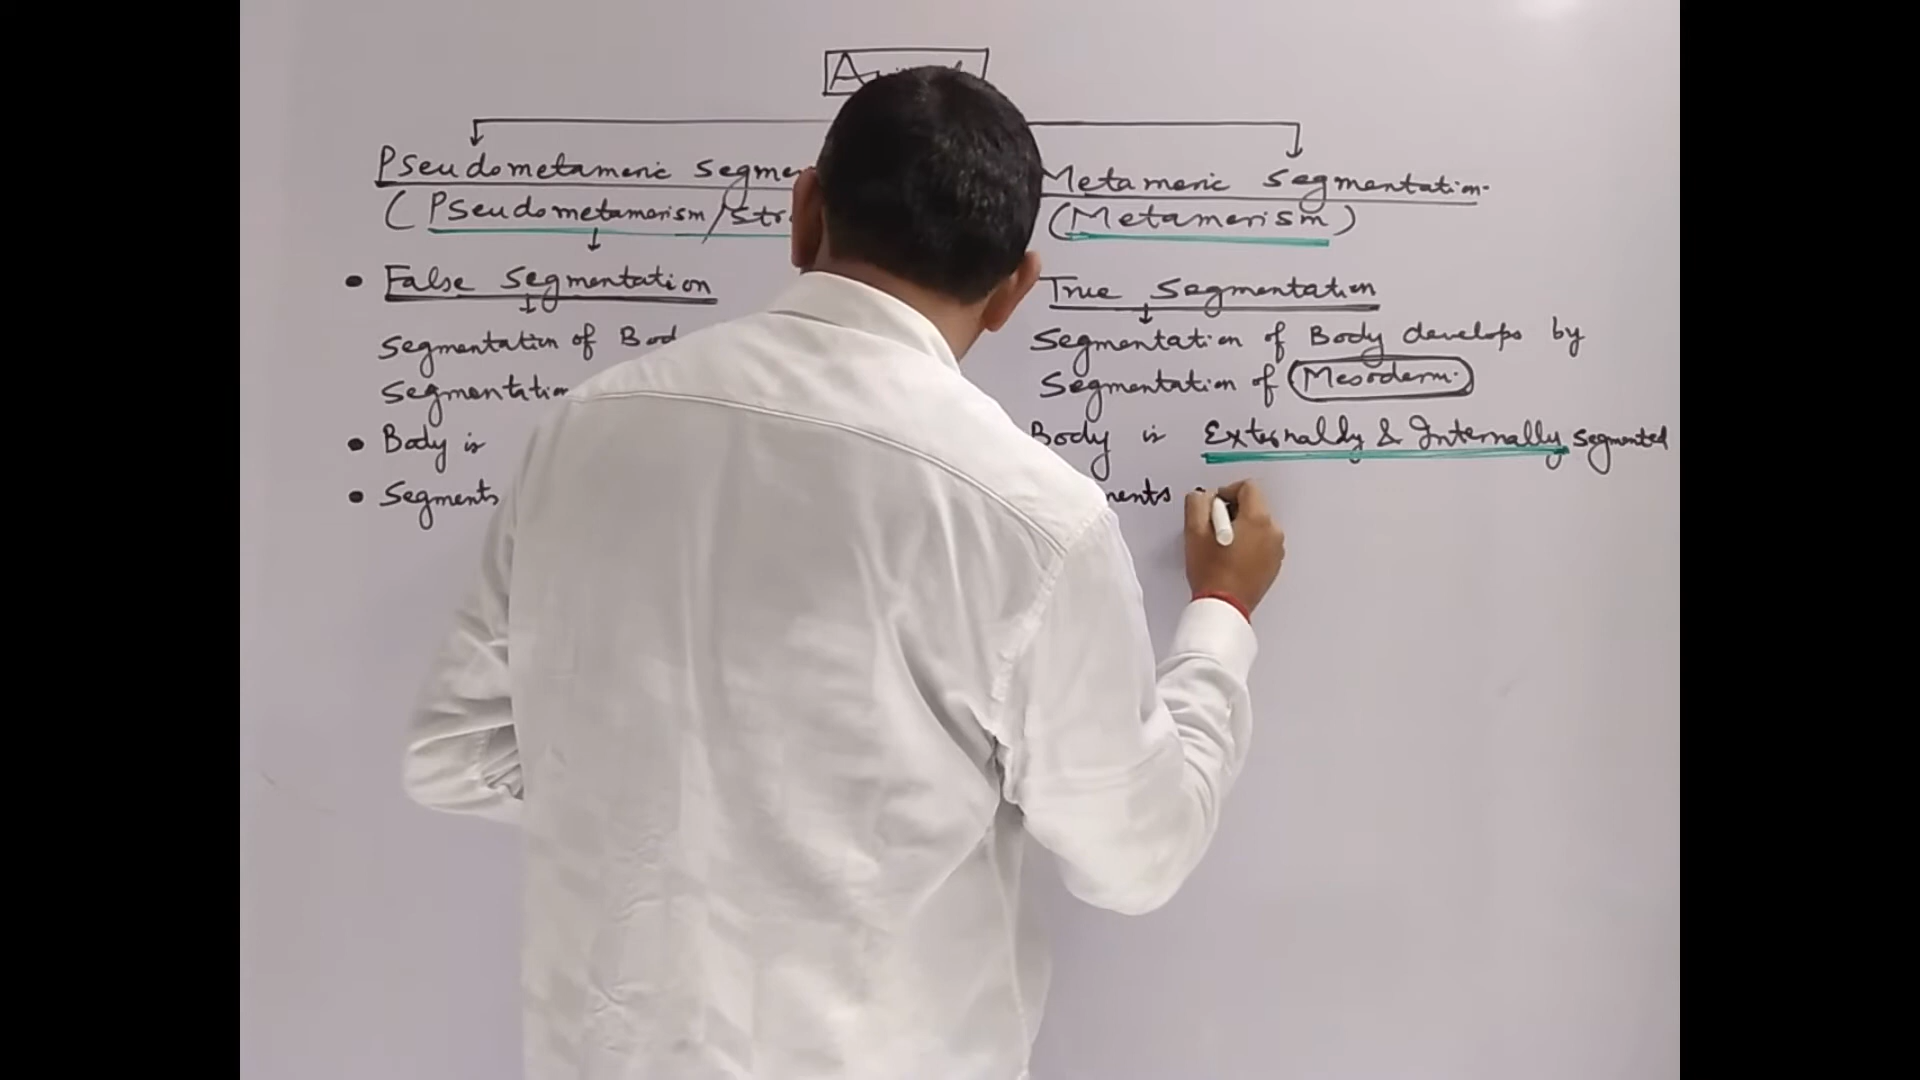 Pseudometameric Segmen
(Pseudometamerism/Str
• False Segmentation
Segmentation of Bod
Segmentation
• Body is
• Segments
Metameric Segmentation
(Metamerism)
True Segmentation
Segmentation of Body develops by
Segmentation of Mesoderm.
Body is Externally & Internally segmented
ments